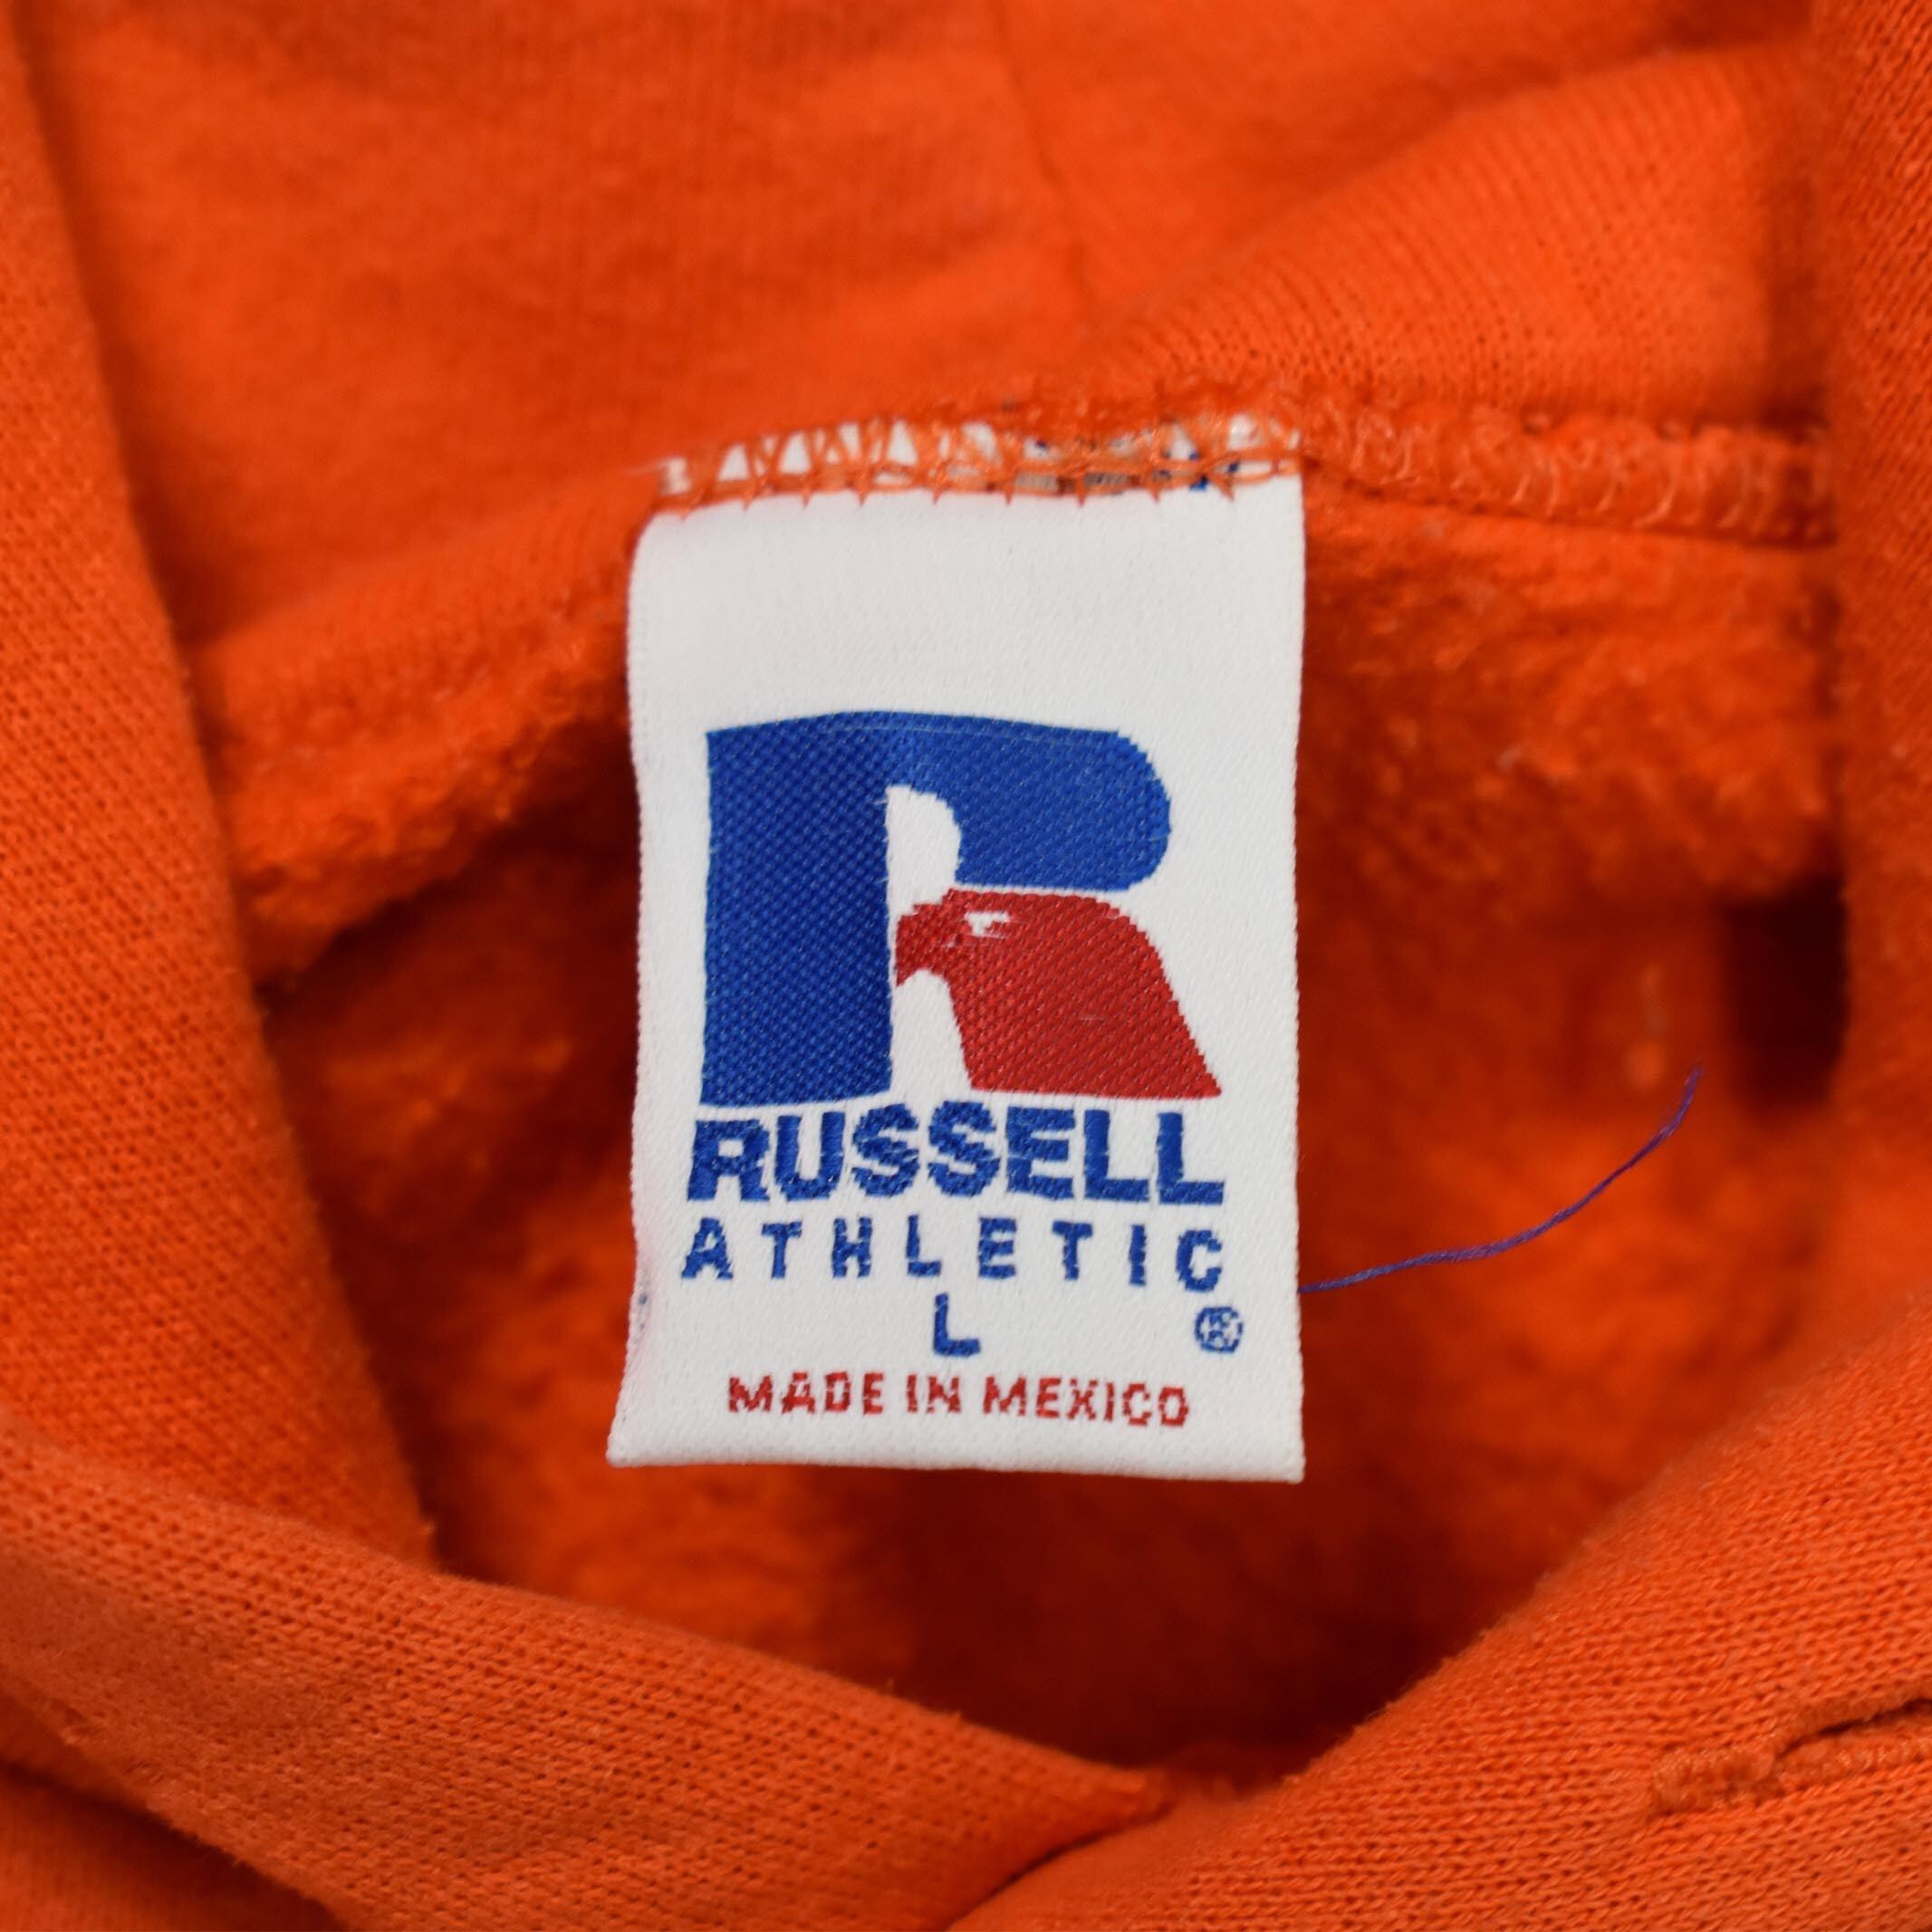 R
RUSSELL
ATHLETIC
L ®
MADE IN MEXICO